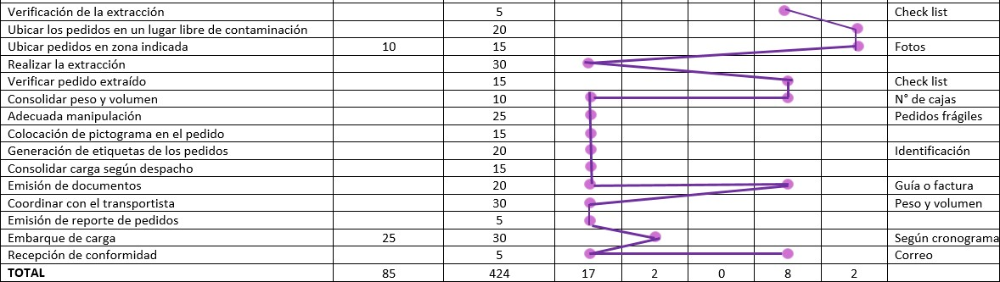 Verificación de la extracción 5 Check list
Ubicar los pedidos en un lugar libre de contaminación 20
Ubicar pedidos en zona indicada 10 15 Fotos
Realizar la extracción 30
Verificar pedido extraído 15 Check list
Consolidar peso y volumen 10 N° de cajas
Adecuada manipulación 25 Pedidos frágiles
Colocación de pictograma en el pedido 15
Generación de etiquetas de los pedidos 20 Identificación
Consolidar carga según despacho 15
Emisión de documentos 20 Guía o factura
Coordinar con el transportista 30 Peso y volumen
Emisión de reporte de pedidos 5
Embarque de carga 25 30 Según cronograma
Recepción de conformidad 5 Correo
TOTAL 85 424 17 2 0 8 2